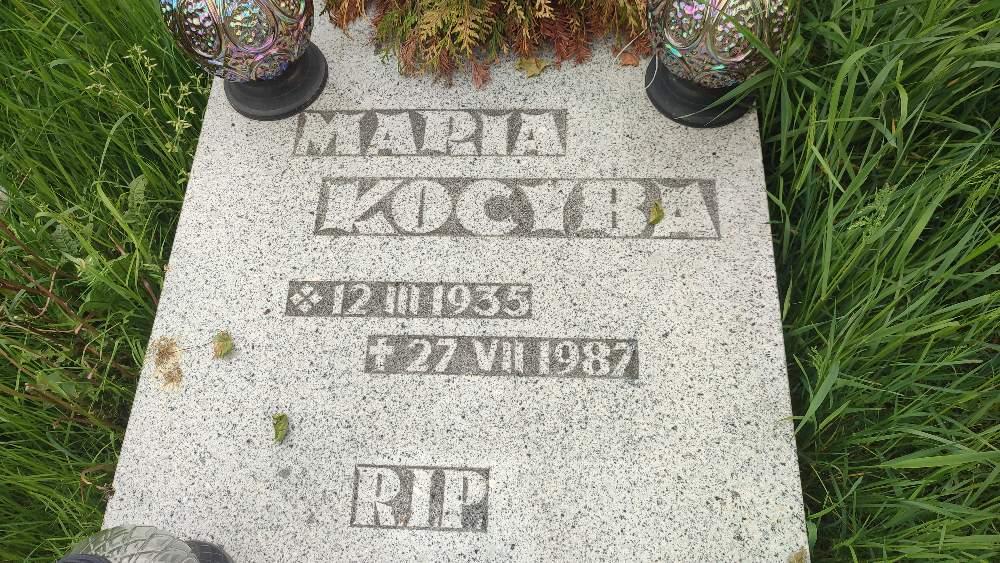 MARIA
KOCYBA
12 III 1935
✝ 27 VII 1987
RIP